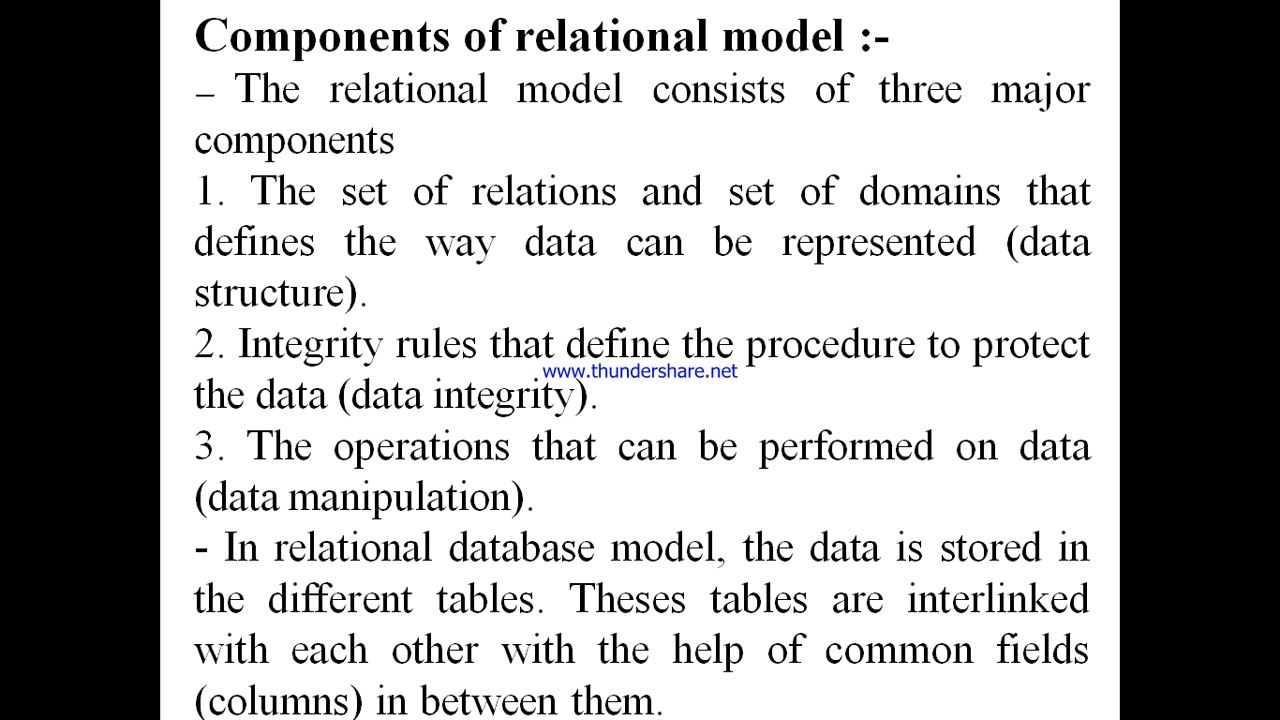 Components of relational model :-
– The relational model consists of three major
components
1. The set of relations and set of domains that
defines the way data can be represented (data
structure).
2. Integrity rules that define the procedure to protect
www.thundershare.net
the data (data integrity).
3. The operations that can be performed on data
(data manipulation).
- In relational database model, the data is stored in
the different tables. Theses tables are interlinked
with each other with the help of common fields
(columns) in between them.